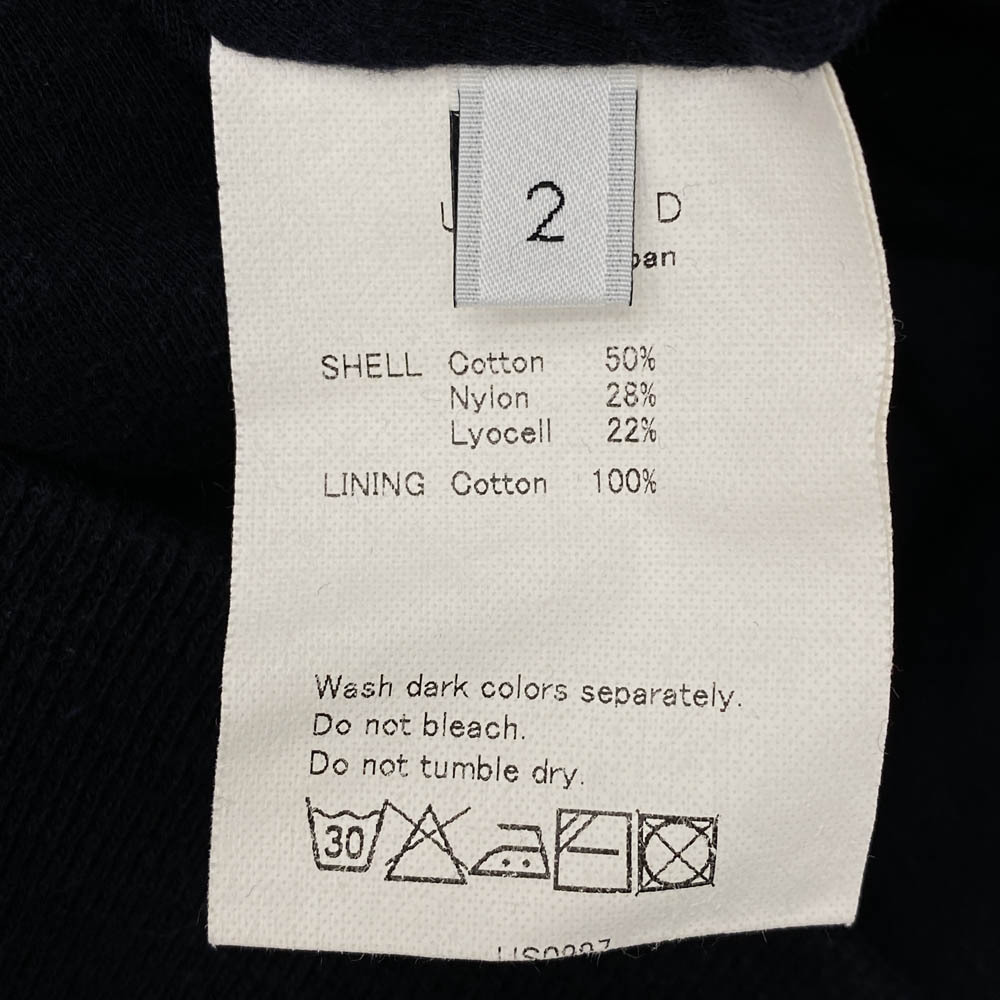 2
D
SHELL Cotton 50%
Nylon 28%
Lyocell 22%
LINING Cotton 100%
Wash dark colors separately.
Do not bleach.
Do not tumble dry.
30